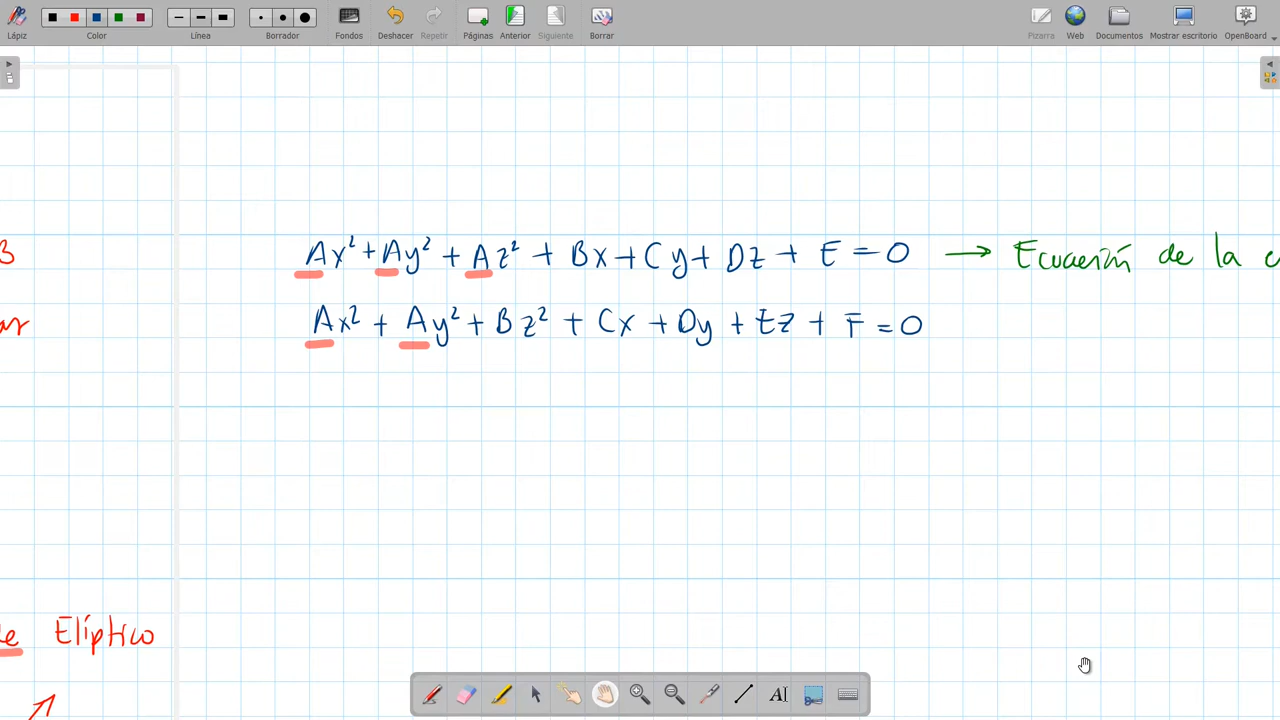 Lápiz Color Línea Borrador Fondos Deshacer Repetir Páginas Anterior Siguiente Borrar Pizarra Web Documentos Mostrar escritorio OpenBoard
Ax² + Ay² + Az² + Bx + Cy + Dz + E = 0 → Ecuación de la
Ax² + Ay² + Bz² + Cx + Dy + Ez + F = 0
Elíptico